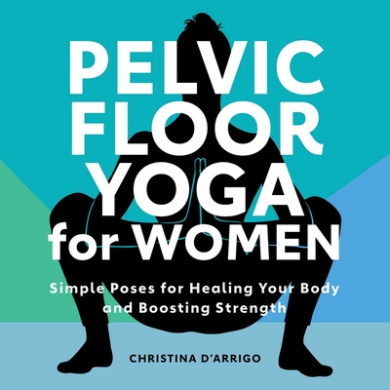 PELVIC
FLOOR
YOGA
for WOMEN
Simple Poses for Healing Your Body
and Boosting Strength
CHRISTINA D'ARRIGO